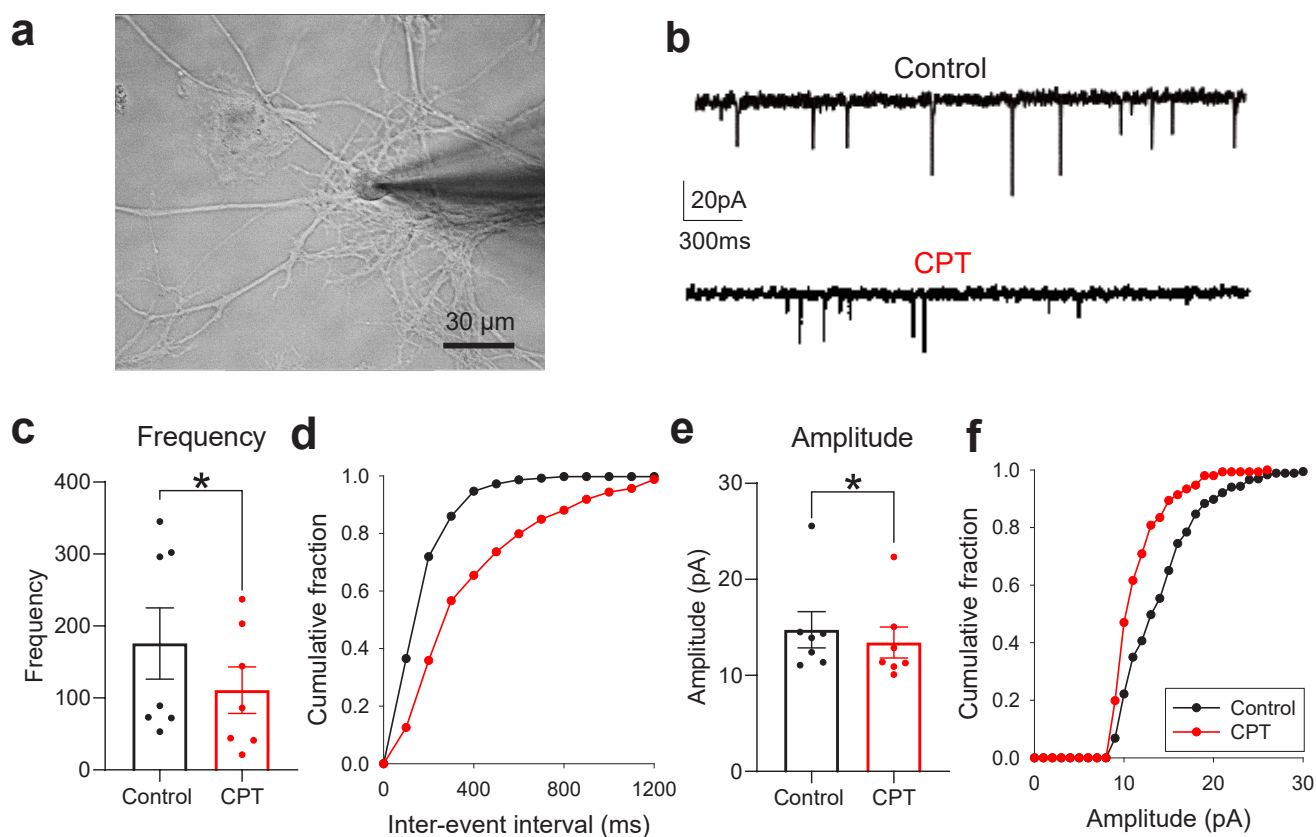 a
30 µm
b
Control
20pA
300ms
CPT
c
Frequency
Frequency
400
300
200
100
0
*
Control
CPT
d
Cumulative fraction
1.0
0.8
0.6
0.4
0.2
0.0
0
400
800
1200
Inter-event interval (ms)
e
Amplitude
Amplitude (pA)
30
20
10
0
*
Control
CPT
f
Cumulative fraction
1.0
0.8
0.6
0.4
0.2
0.0
Control
CPT
0
10
20
30
Amplitude (pA)